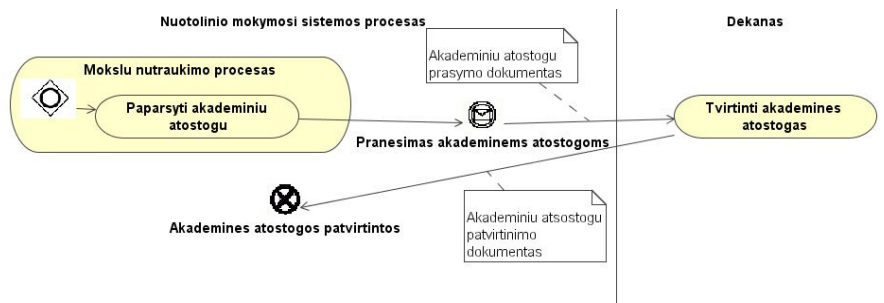 Nuotolinio mokymosi sistemos procesas
Dekanas
Akademiniu atostogu
prasymo dokumentas
Mokslu nutraukimo procesas
Paparsyti akademiniu
atostogu
Pranesimas akademinems atostogoms
Tvirtinti akademines
atostogas
Akademines atostogos patvirtintos
Akademiniu atsostogu
patvirtinimo
dokumentas